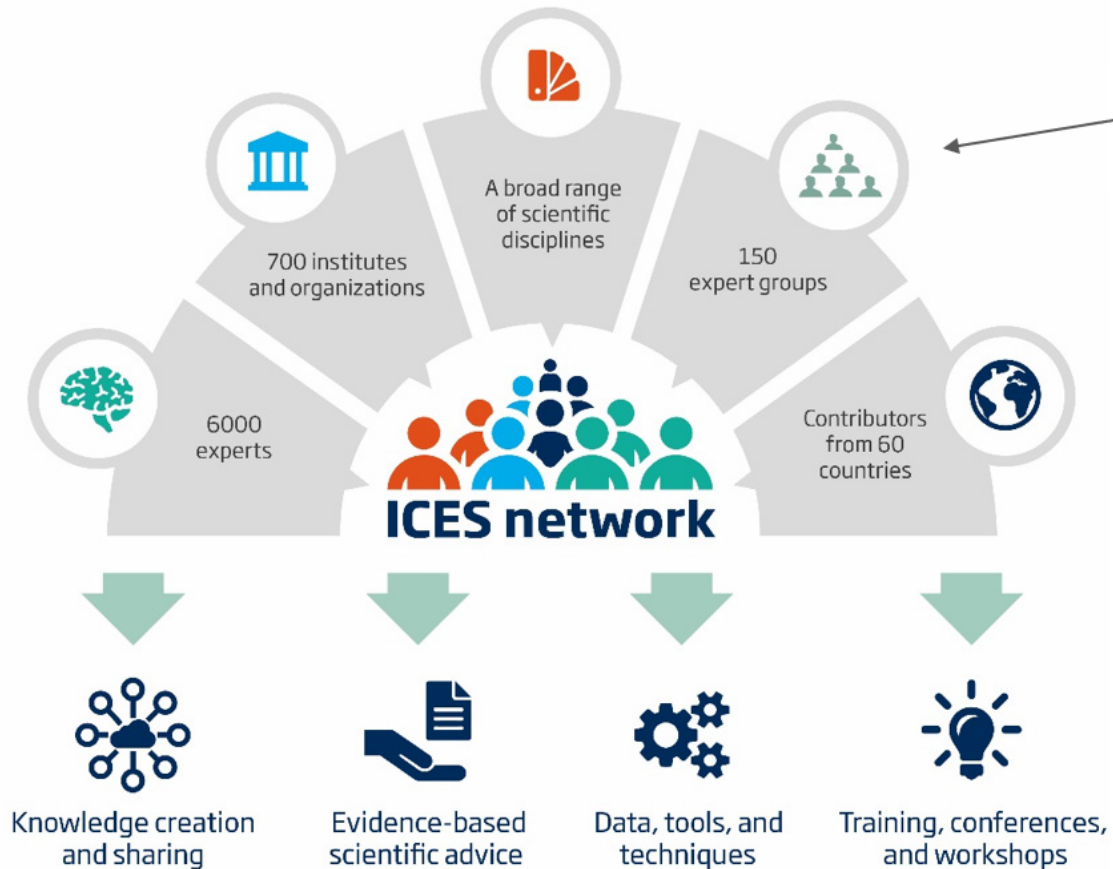 A broad range
of scientific
disciplines
700 institutes
and organizations
150
expert groups
6000
experts
Contributors
from 60
countries
ICES network
Knowledge creation
and sharing
Evidence-based
scientific advice
Data, tools, and
techniques
Training, conferences,
and workshops